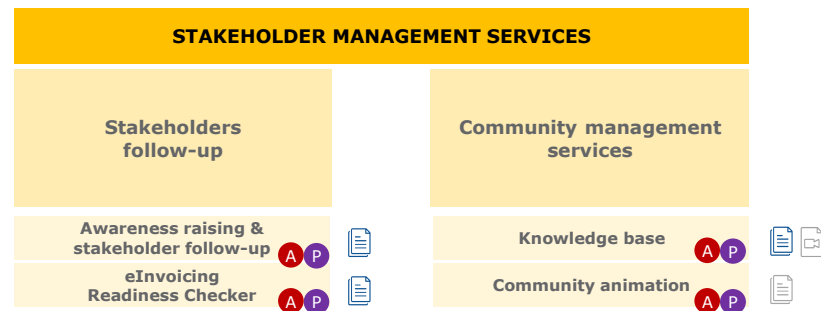 STAKEHOLDER MANAGEMENT SERVICES
Stakeholders
follow-up
Community management
services
Awareness raising &
stakeholder follow-up
A P
Knowledge base
A P
eInvoicing
Readiness Checker
A P
Community animation
A P